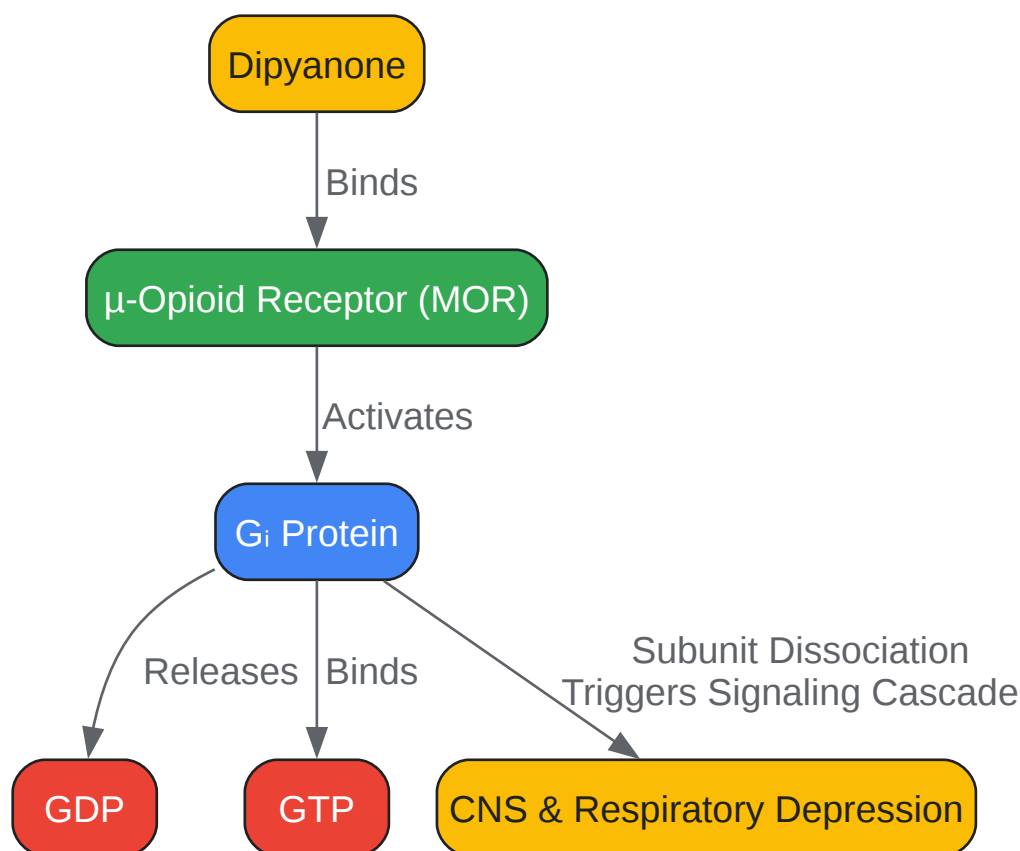 Dipyanone
Binds
µ-Opioid Receptor (MOR)
Activates
Gᵢ Protein
Subunit Dissociation
Releases
Binds
Triggers Signaling Cascade
GDP
GTP
CNS & Respiratory Depression